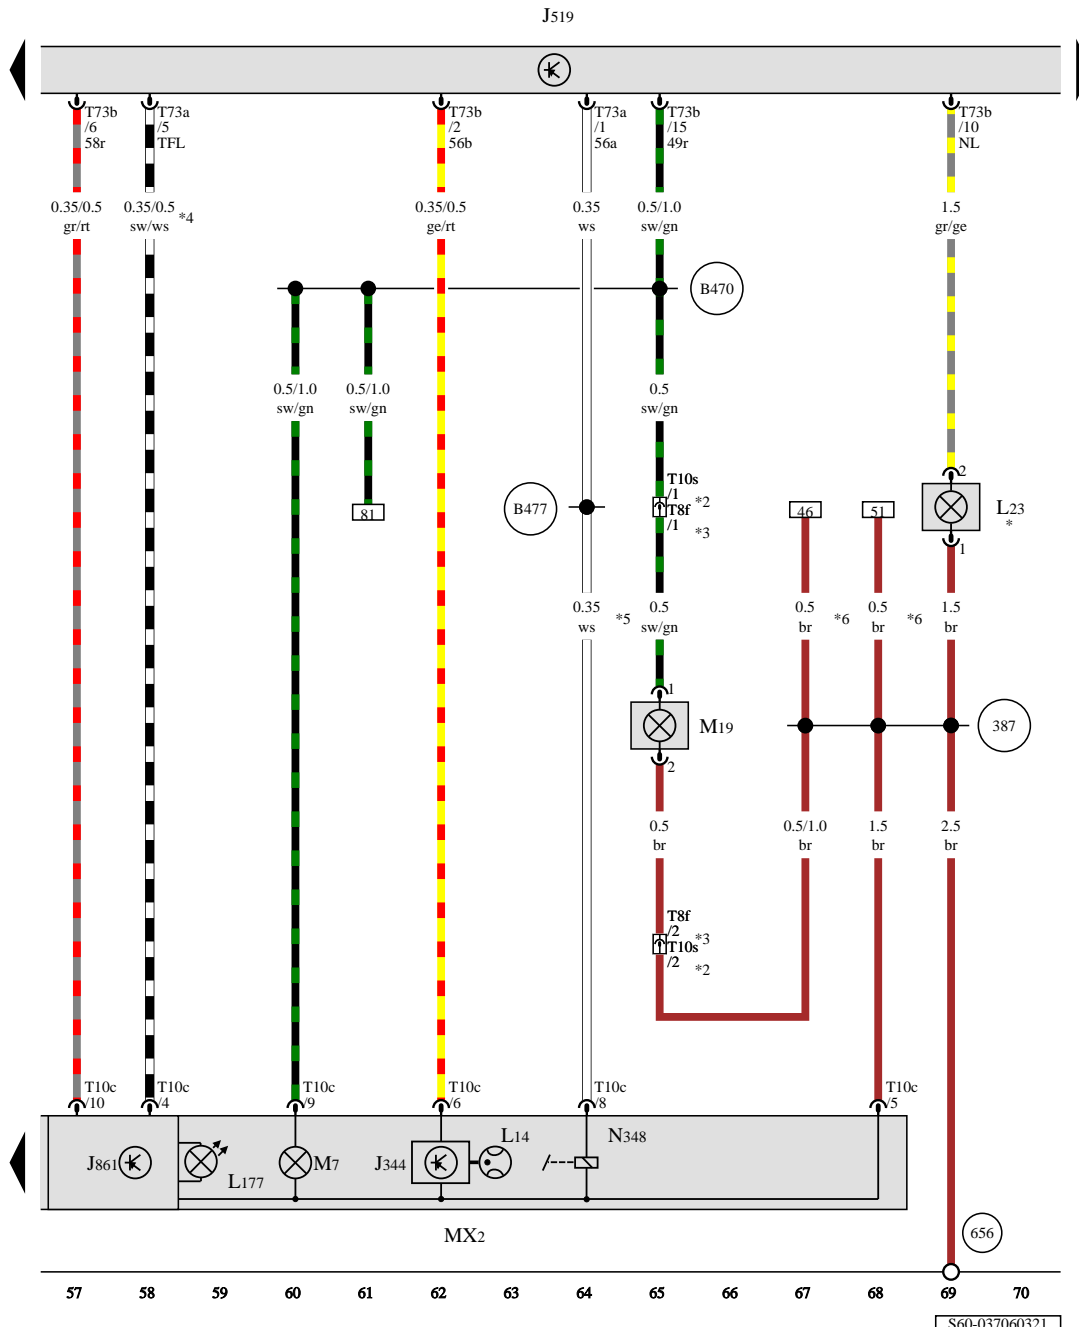 J519
T73b
/6
58r
T73a
/5
TFL
T73b
/2
56b
T73a
/1
56a
T73b
/15
49r
T73b
/10
NL
0.35/0.5
gr/rt
0.35/0.5
sw/ws
*4
0.35/0.5
ge/rt
0.35
ws
0.5/1.0
sw/gn
1.5
gr/ge
B470
0.5/1.0
sw/gn
0.5/1.0
sw/gn
0.5
sw/gn
81
B477
T10s
/1
*2
T8f
/1
*3
46
51
2
L23
*
1
0.35
ws
*5
0.5
sw/gn
0.5
br
*6
0.5
br
*6
1.5
br
1
M19
2
387
0.5
br
0.5/1.0
br
1.5
br
2.5
br
T8f
/2
*3
T10s
/2
*2
T10c
/10
T10c
/4
T10c
/9
T10c
/6
T10c
/8
T10c
/5
J861
L177
M7
J344
L14
N348
MX2
656
57 58 59 60 61 62 63 64 65 66 67 68 69 70
S60-037060321